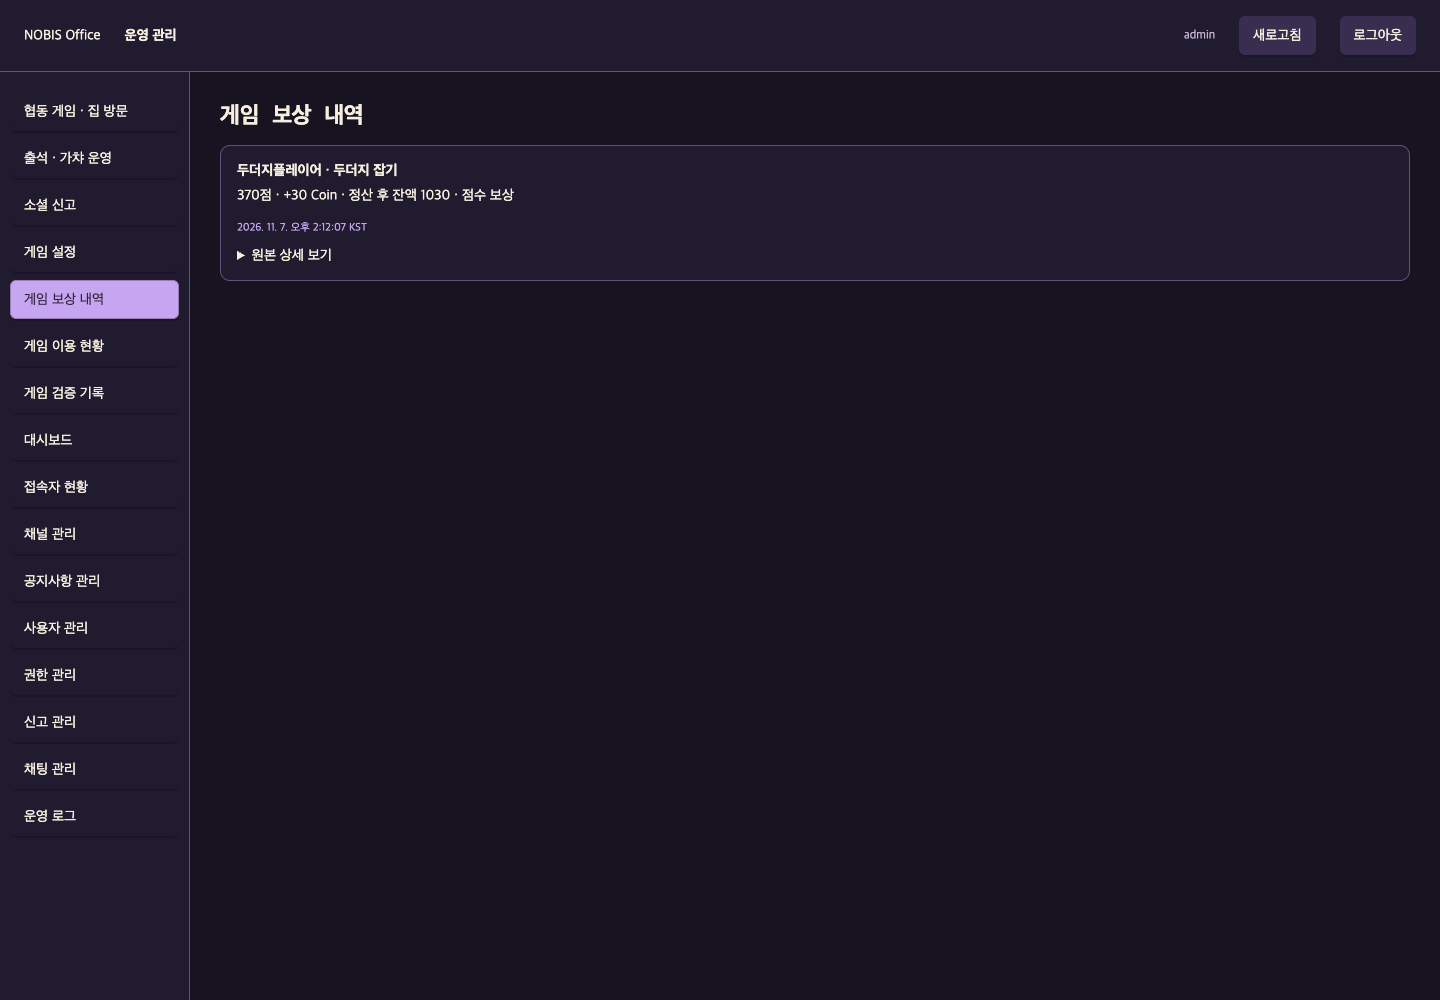 NOBIS Office 운영 관리 admin 새로고침 로그아웃
협동 게임 · 집 방문
출석 · 가챠 운영
소셜 신고
게임 설정
게임 보상 내역
게임 이용 현황
게임 검증 기록
대시보드
접속자 현황
채널 관리
공지사항 관리
사용자 관리
권한 관리
신고 관리
채팅 관리
운영 로그
게임 보상 내역
두더지플레이어 · 두더지 잡기
370점 · +30 Coin · 정산 후 잔액 1030 · 점수 보상
2026. 11. 7. 오후 2:12:07 KST
▶ 원본 상세 보기